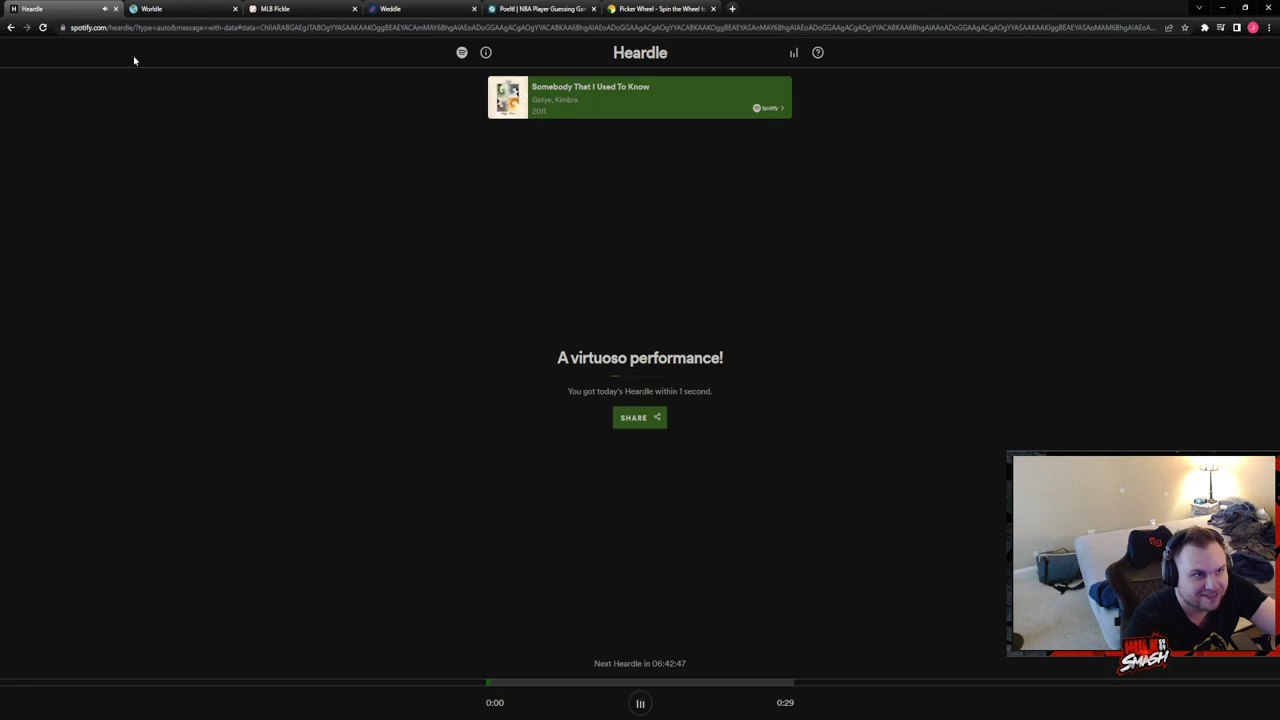 Heardle
Worldle
MLB Pickle
Weddle
Poeltl | NBA Player Guessing Gam
Picker Wheel - Spin the Wheel to
Heardle
Somebody That I Used To Know
Gotye, Kimbra
2011
Spotify
A virtuoso performance!
You got today's Heardle within 1 second.
SHARE
Next Heardle in 06:42:47
0:00
0:29
HULK
SMASH